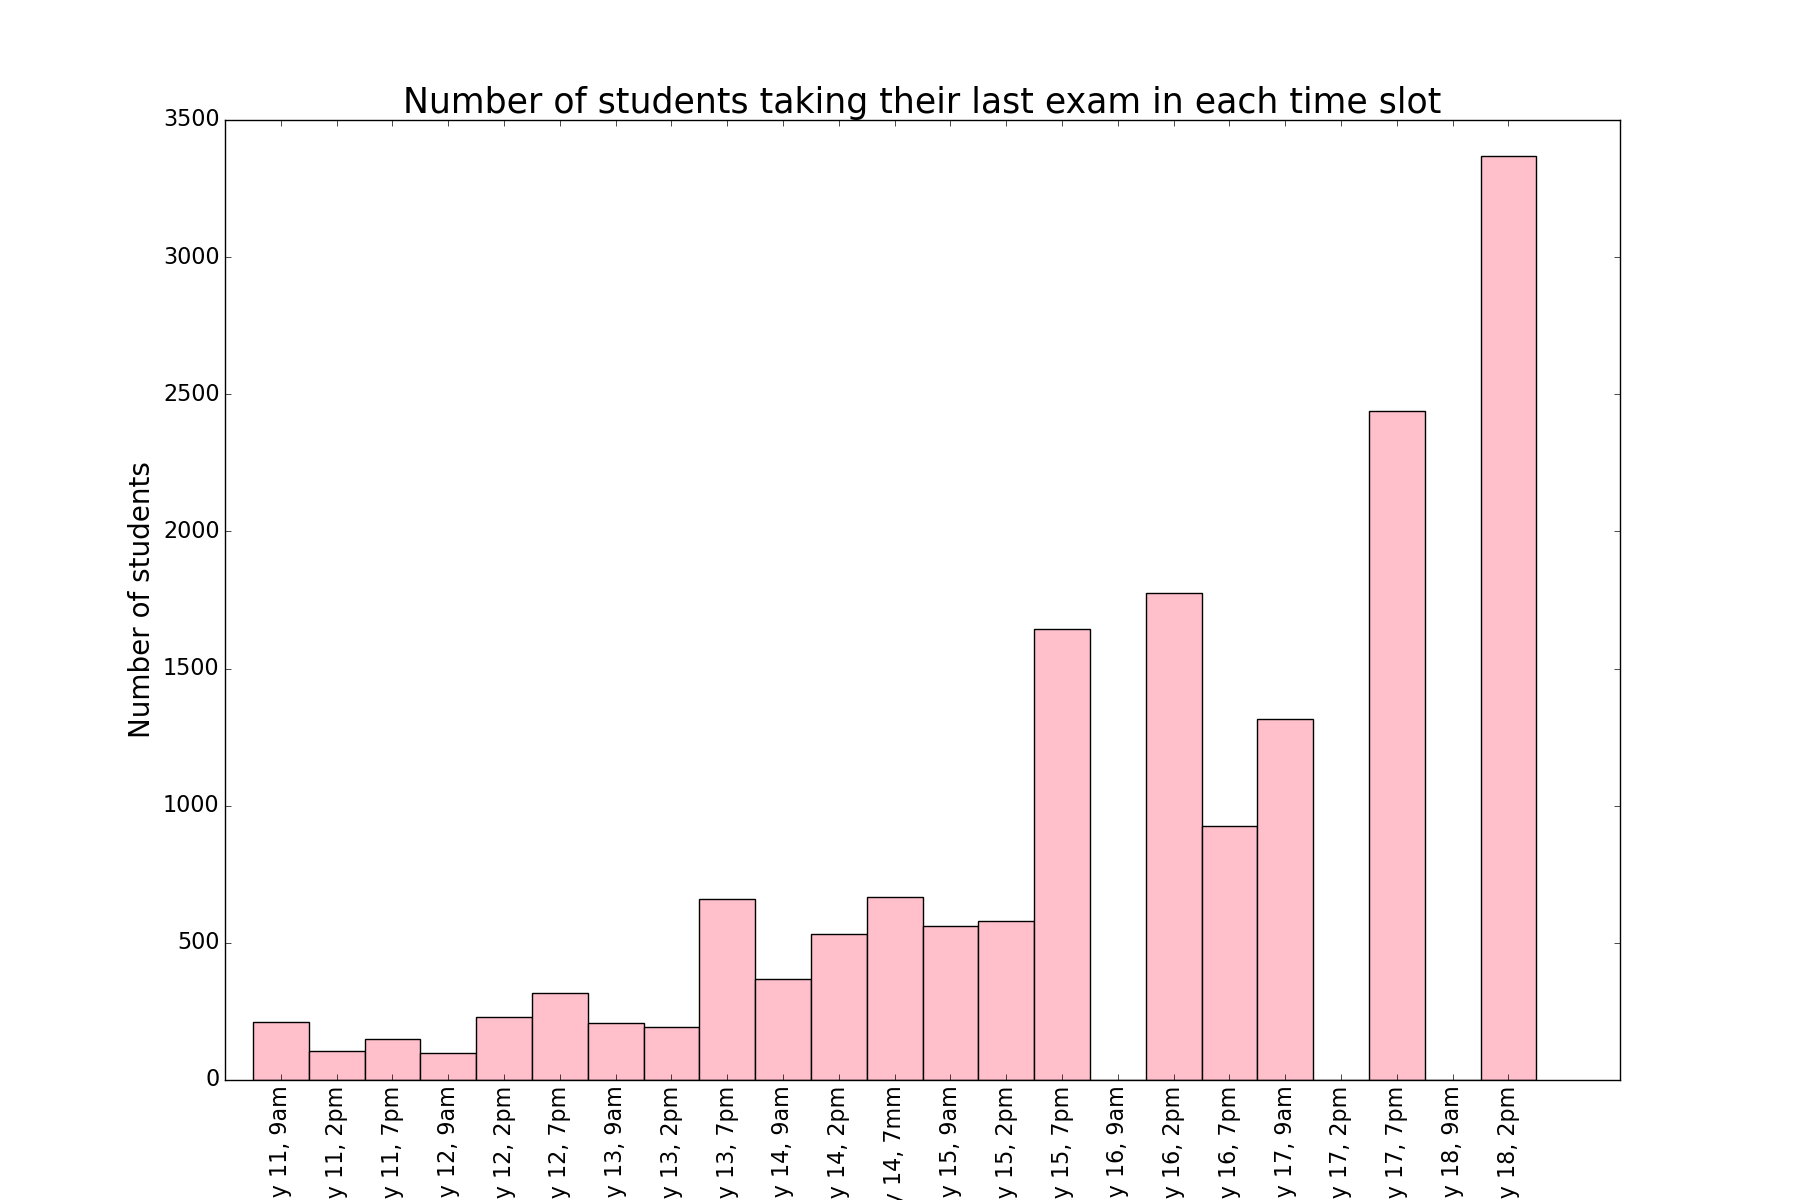 Number of students taking their last exam in each time slot
3500
3000
2500
2000
1500
1000
500
0
Number of students
y 11, 9am
y 11, 2pm
y 11, 7pm
y 12, 9am
y 12, 2pm
y 12, 7pm
y 13, 9am
y 13, 2pm
y 13, 7pm
y 14, 9am
y 14, 2pm
y 14, 7mm
y 15, 9am
y 15, 2pm
y 15, 7pm
y 16, 9am
y 16, 2pm
y 16, 7pm
y 17, 9am
y 17, 2pm
y 17, 7pm
y 18, 9am
y 18, 2pm